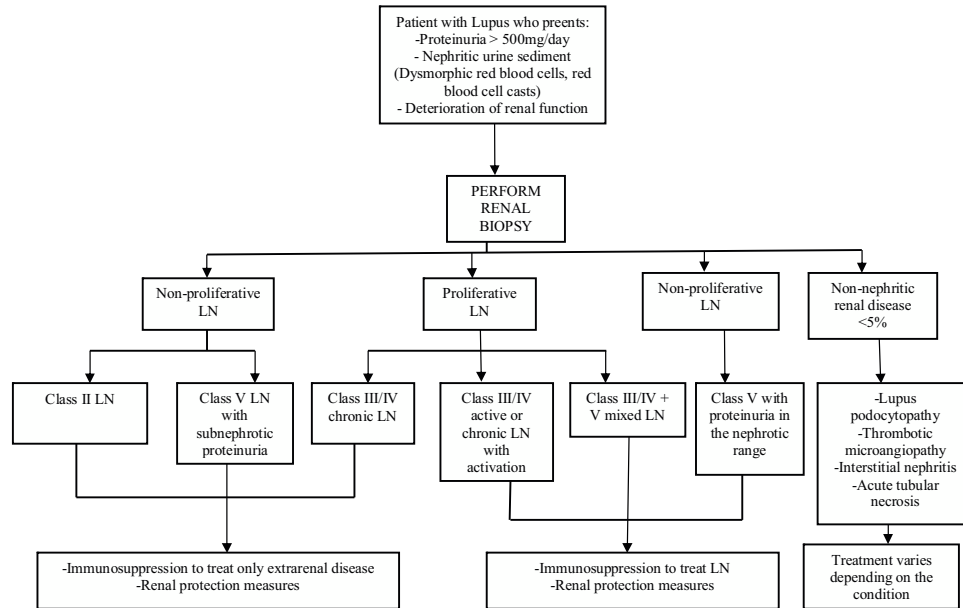 Patient with Lupus who preents:
-Proteinuria > 500mg/day
- Nephritic urine sediment
(Dysmorphic red blood cells, red
blood cell casts)
- Deterioration of renal function
PERFORM
RENAL
BIOPSY
Non-proliferative
LN
Proliferative
LN
Non-proliferative
LN
Non-nephritic
renal disease
<5%
Class II LN
Class V LN
with
subnephrotic
proteinuria
Class III/IV
chronic LN
Class III/IV
active or
chronic LN
with
activation
Class III/IV +
V mixed LN
Class V with
proteinuria in
the nephrotic
range
-Lupus
podocytopathy
-Thrombotic
microangiopathy
-Interstitial nephritis
-Acute tubular
necrosis
-Immunosuppression to treat only extrarenal disease
-Renal protection measures
-Immunosuppression to treat LN
-Renal protection measures
Treatment varies
depending on the
condition